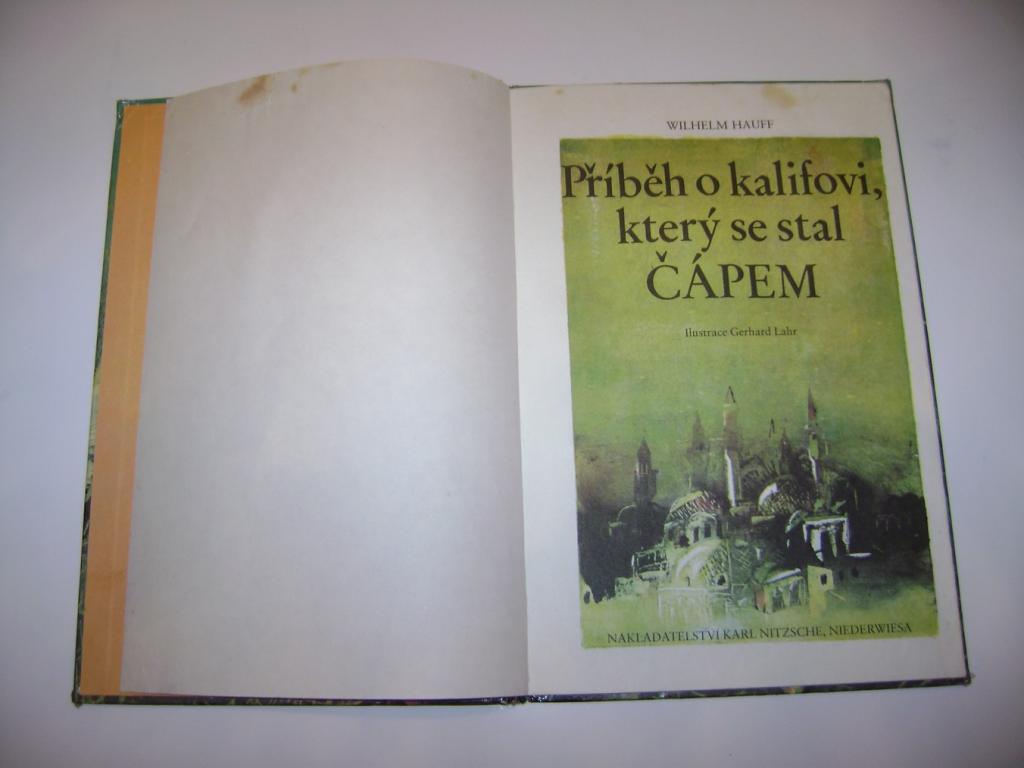 WILHELM HAUFF
Příběh o kalifovi,
který se stal
ČÁPEM
Ilustrace Gerhard Lahr
NAKLADATELSTVÍ KARL NITZSCHE, NIEDERWIESA